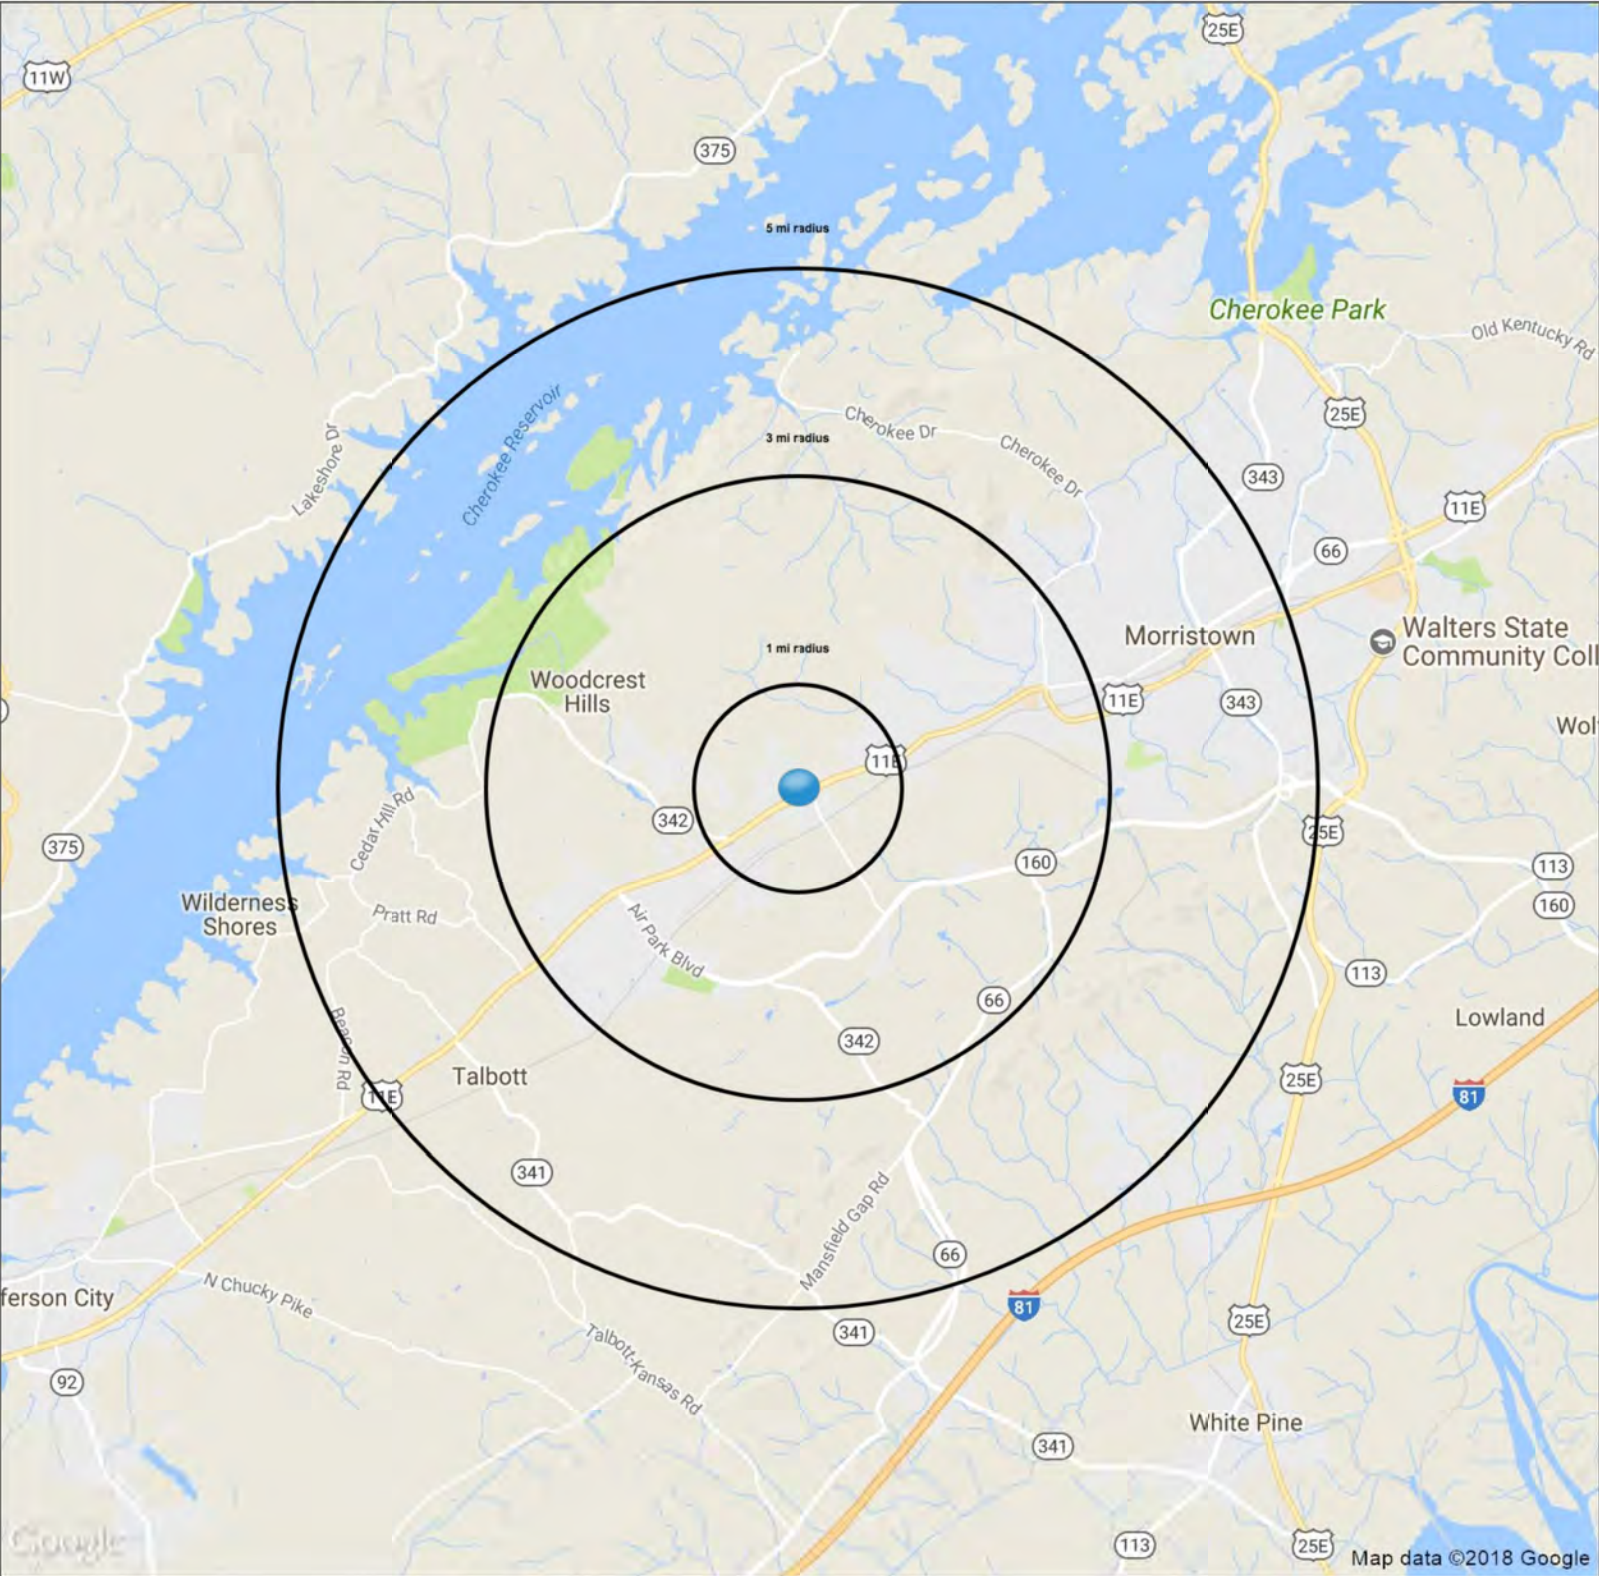 25E
11W
375
5 mi radius
Cherokee Park
Old Kentucky Rd
25E
Cherokee Reservoir
Cherokee Dr
3 mi radius
Cherokee Dr
Lakeshore Dr
343
11E
66
Morristown
Walters State
Community Coll
1 mi radius
Woodcrest
Hills
11E
343
Wol
11E
342
Cedar Hill Rd
25E
375
160
113
Wilderness
Shores
Pratt Rd
160
Air Park Blvd
113
66
Beacon Rd
342
Lowland
Talbott
25E
11E
81
341
Mansfield Gap Rd
66
N Chucky Pike
ferson City
81
25E
341
Talbott-Kansas Rd
92
White Pine
341
Google
113
25E
Map data ©2018 Google